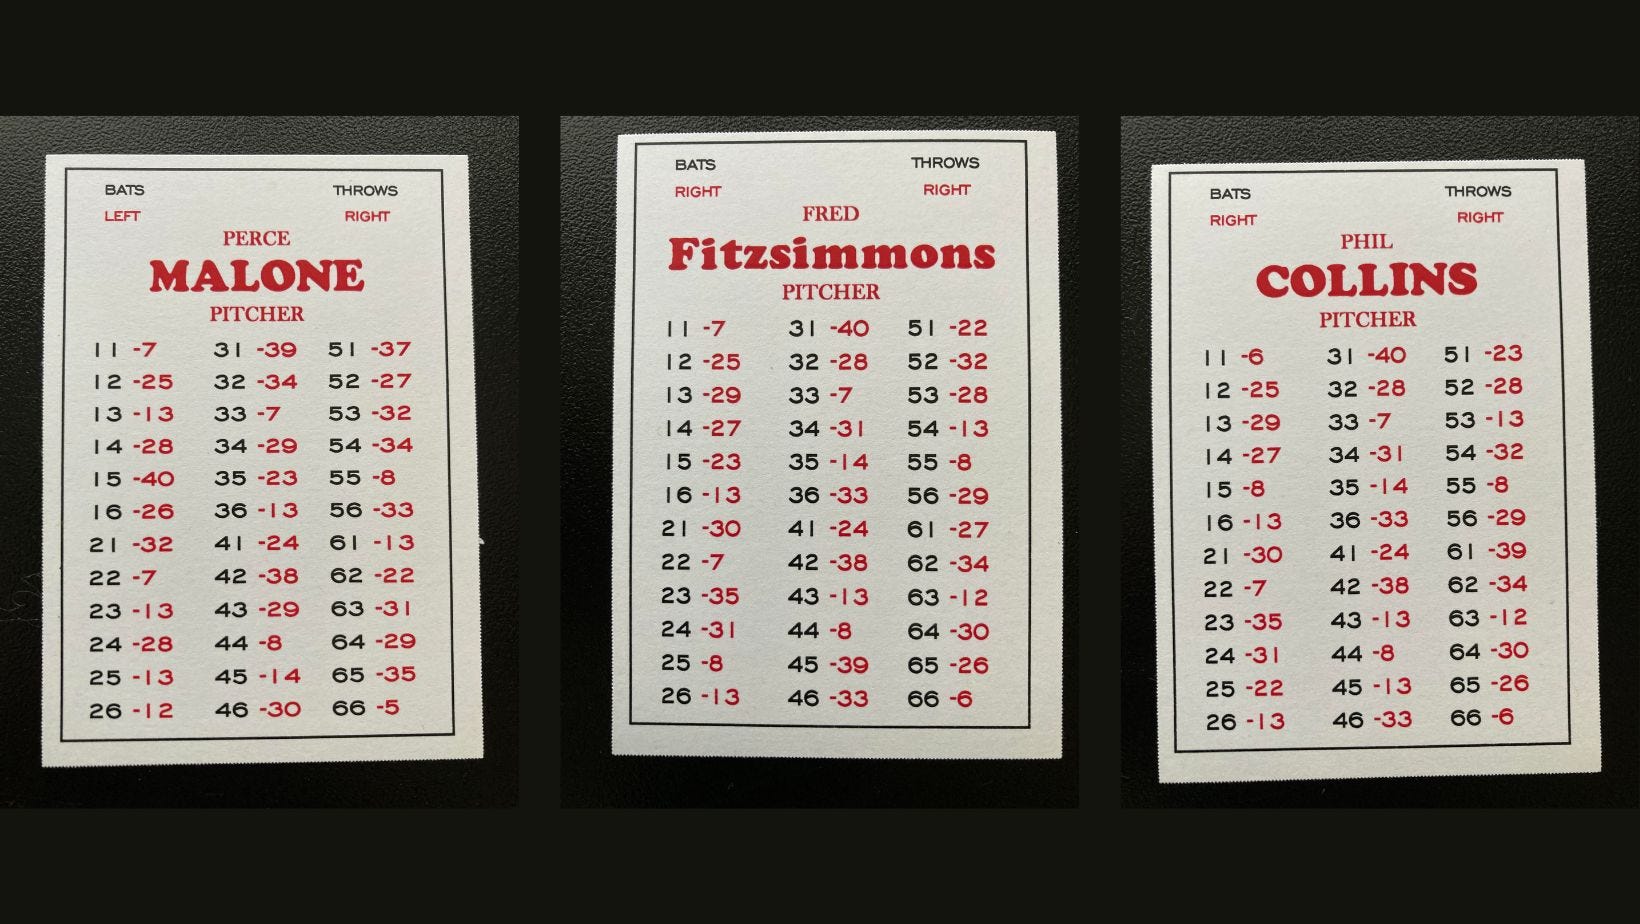 BATS THROWS
LEFT RIGHT
PERCE
MALONE
PITCHER
11 -7 31 -39 51 -37
12 -25 32 -34 52 -27
13 -13 33 -7 53 -32
14 -28 34 -29 54 -34
15 -40 35 -23 55 -8
16 -26 36 -13 56 -33
21 -32 41 -24 61 -13
22 -7 42 -38 62 -22
23 -13 43 -29 63 -31
24 -28 44 -8 64 -29
25 -13 45 -14 65 -35
26 -12 46 -30 66 -5
BATS THROWS
RIGHT RIGHT
FRED
Fitzsimmons
PITCHER
11 -7 31 -40 51 -22
12 -25 32 -28 52 -32
13 -29 33 -7 53 -28
14 -27 34 -31 54 -13
15 -23 35 -14 55 -8
16 -13 36 -33 56 -29
21 -30 41 -24 61 -27
22 -7 42 -38 62 -34
23 -35 43 -13 63 -12
24 -31 44 -8 64 -30
25 -8 45 -39 65 -26
26 -13 46 -33 66 -6
BATS THROWS
RIGHT RIGHT
PHIL
COLLINS
PITCHER
11 -6 31 -40 51 -23
12 -25 32 -28 52 -28
13 -29 33 -7 53 -13
14 -27 34 -31 54 -32
15 -8 35 -14 55 -8
16 -13 36 -33 56 -29
21 -30 41 -24 61 -39
22 -7 42 -38 62 -34
23 -35 43 -13 63 -12
24 -31 44 -8 64 -30
25 -22 45 -13 65 -26
26 -13 46 -33 66 -6